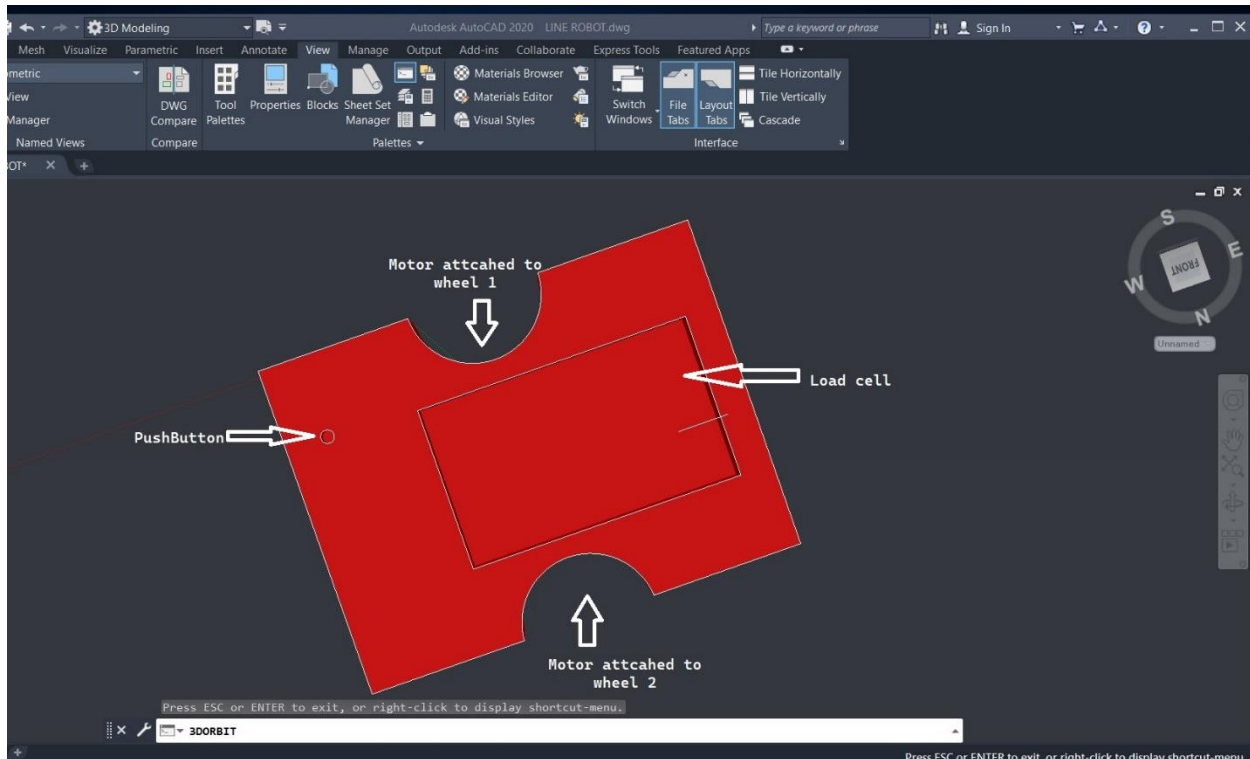 3D Modeling
Autodesk AutoCAD 2020 LINE ROBOT.dwg
Type a keyword or phrase
Sign In
Mesh Visualize Parametric Insert Annotate View Manage Output Add-ins Collaborate Express Tools Featured Apps
ometric
View
Manager
Named Views
DWG
Compare
Compare
Tool
Palettes
Properties
Blocks
Sheet Set
Manager
Materials Browser
Materials Editor
Visual Styles
Palettes
Switch
Windows
File
Tabs
Layout
Tabs
Tile Horizontally
Tile Vertically
Cascade
Interface
OT*
S
E
W
N
FRONT
Unnamed
Motor attcahed to
wheel 1
Load cell
PushButton
Motor attcahed to
wheel 2
Press ESC or ENTER to exit, or right-click to display shortcut-menu.
3DORBIT
Press ESC or ENTER to exit, or right-click to display shortcut-menu